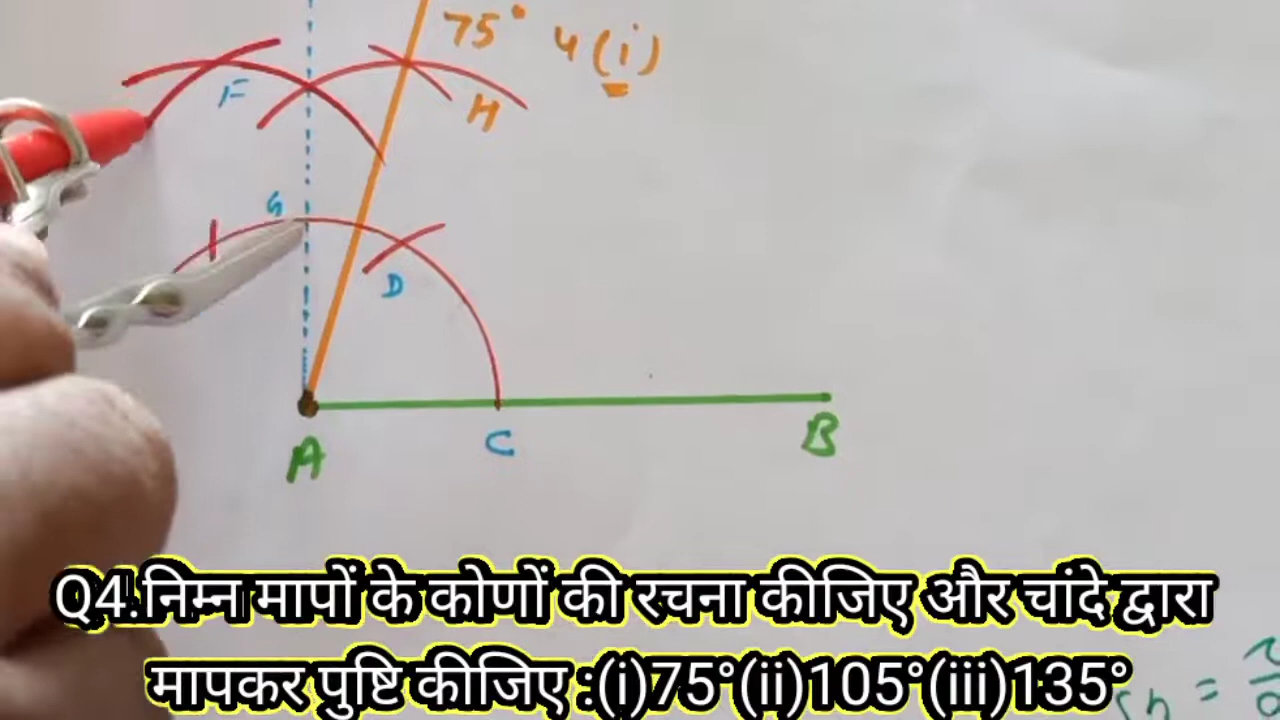 75° 4(i)
F
H
G
D
A
C
B
Q4.निम्न मापों के कोणों की रचना कीजिए और चांदे द्वारा
मापकर पुष्टि कीजिए :(i)75°(ii)105°(iii)135°